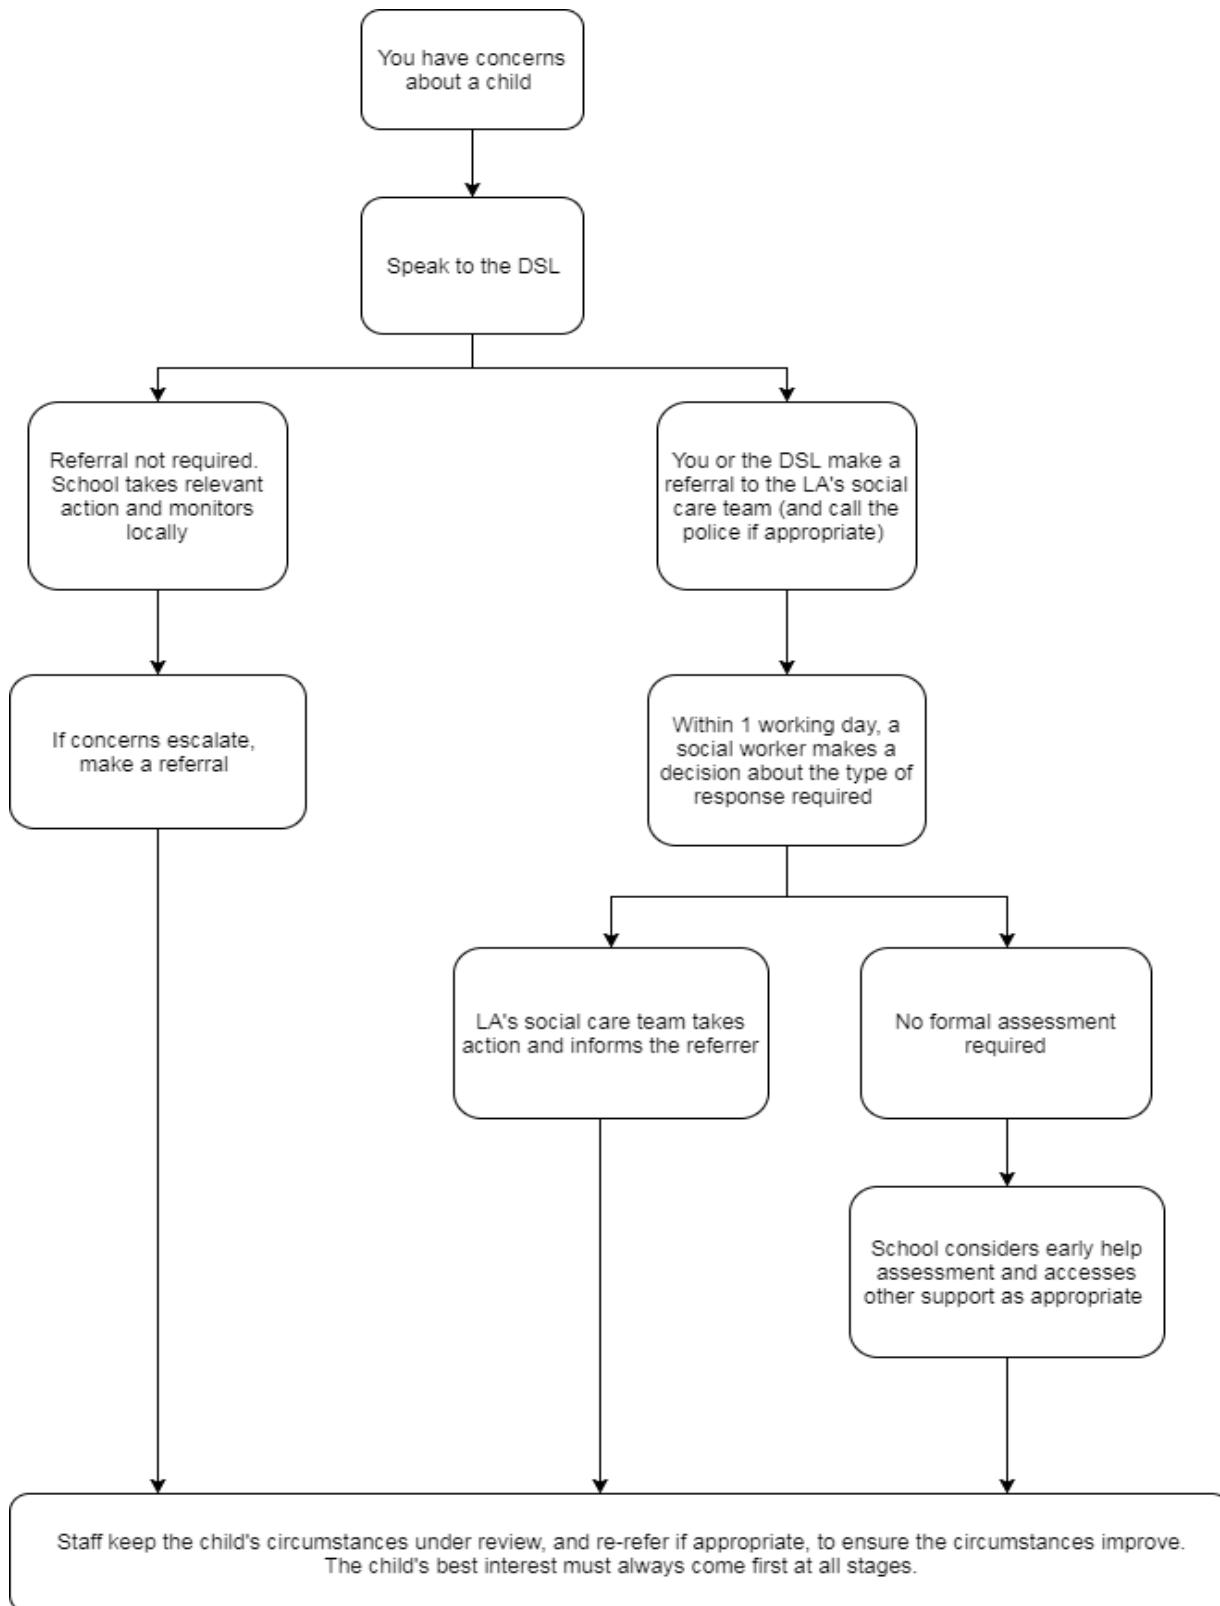 You have concerns
about a child
Speak to the DSL
Referral not required.
School takes relevant
action and monitors
locally
You or the DSL make a
referral to the LA's social
care team (and call the
police if appropriate)
If concerns escalate,
make a referral
Within 1 working day, a
social worker makes a
decision about the type of
response required
LA's social care team takes
action and informs the referrer
No formal assessment
required
School considers early help
assessment and accesses
other support as appropriate
Staff keep the child's circumstances under review, and re-refer if appropriate, to ensure the circumstances improve.
The child's best interest must always come first at all stages.